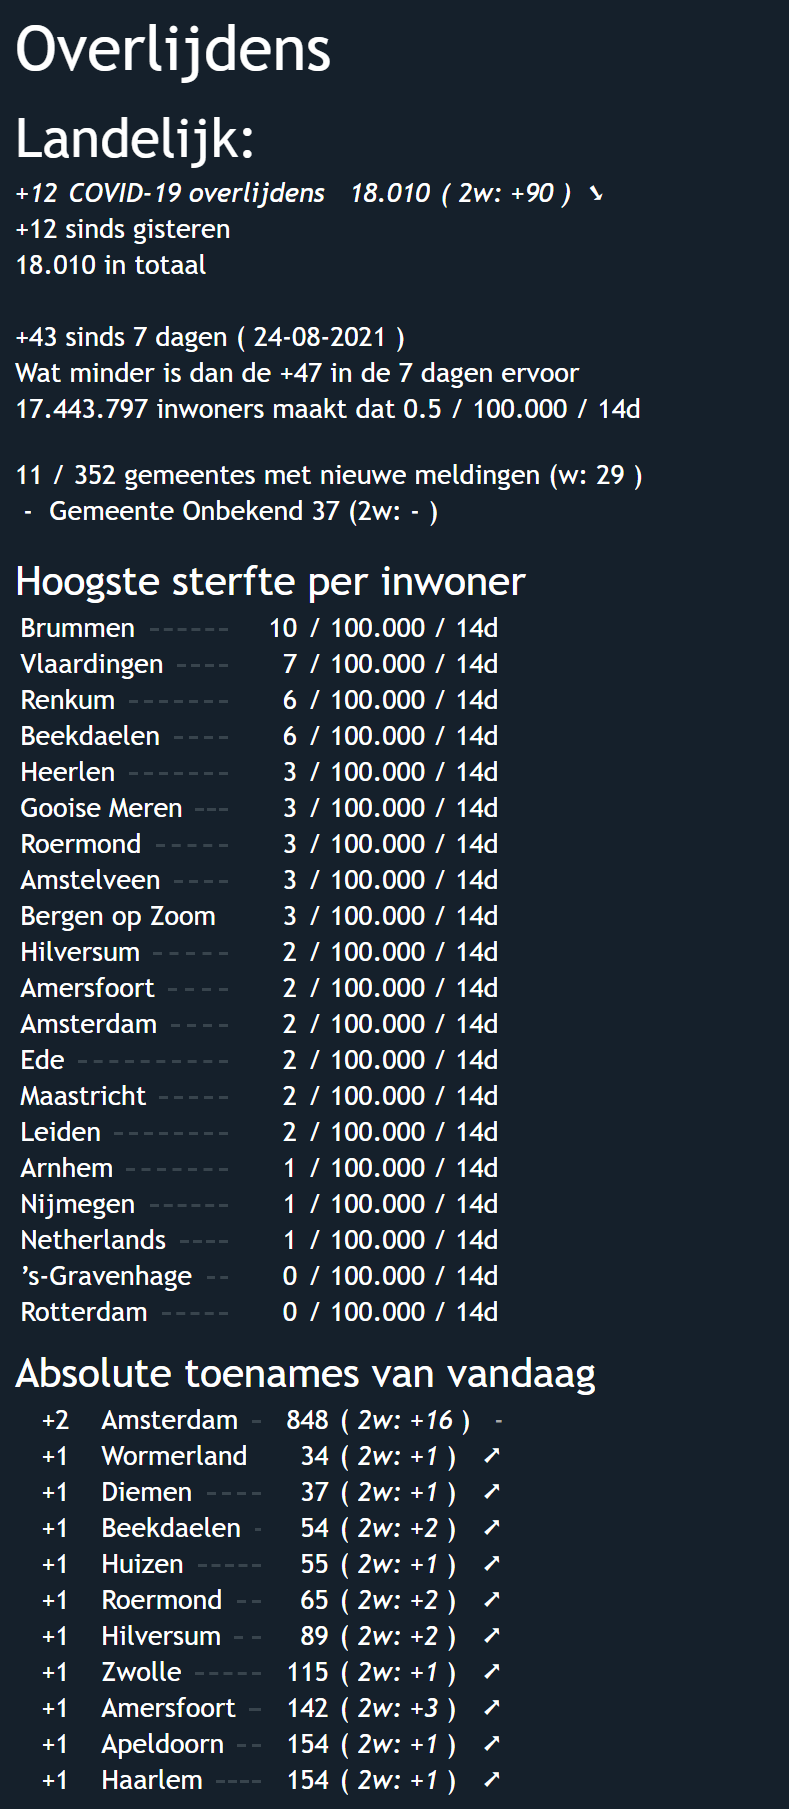 Overlijdens
Landelijk:
+12 COVID-19 overlijdens 18.010 ( 2w: +90 ) ➘
+12 sinds gisteren
18.010 in totaal
+43 sinds 7 dagen ( 24-08-2021 )
Wat minder is dan de +47 in de 7 dagen ervoor
17.443.797 inwoners maakt dat 0.5 / 100.000 / 14d
11 / 352 gemeentes met nieuwe meldingen (w: 29 )
- Gemeente Onbekend 37 (2w: - )
Hoogste sterfte per inwoner
Brummen ------ 10 / 100.000 / 14d
Vlaardingen ---- 7 / 100.000 / 14d
Renkum ------- 6 / 100.000 / 14d
Beekdaelen ---- 6 / 100.000 / 14d
Heerlen ------- 3 / 100.000 / 14d
Gooise Meren --- 3 / 100.000 / 14d
Roermond ----- 3 / 100.000 / 14d
Amstelveen ---- 3 / 100.000 / 14d
Bergen op Zoom 3 / 100.000 / 14d
Hilversum ----- 2 / 100.000 / 14d
Amersfoort ---- 2 / 100.000 / 14d
Amsterdam ---- 2 / 100.000 / 14d
Ede ---------- 2 / 100.000 / 14d
Maastricht ----- 2 / 100.000 / 14d
Leiden -------- 2 / 100.000 / 14d
Arnhem ------- 1 / 100.000 / 14d
Nijmegen ------ 1 / 100.000 / 14d
Netherlands ---- 1 / 100.000 / 14d
’s-Gravenhage -- 0 / 100.000 / 14d
Rotterdam ----- 0 / 100.000 / 14d
Absolute toenames van vandaag
+2 Amsterdam - 848 ( 2w: +16 ) -
+1 Wormerland 34 ( 2w: +1 ) ➚
+1 Diemen ---- 37 ( 2w: +1 ) ➚
+1 Beekdaelen - 54 ( 2w: +2 ) ➚
+1 Huizen ----- 55 ( 2w: +1 ) ➚
+1 Roermond -- 65 ( 2w: +2 ) ➚
+1 Hilversum -- 89 ( 2w: +2 ) ➚
+1 Zwolle ----- 115 ( 2w: +1 ) ➚
+1 Amersfoort - 142 ( 2w: +3 ) ➚
+1 Apeldoorn -- 154 ( 2w: +1 ) ➚
+1 Haarlem ---- 154 ( 2w: +1 ) ➚